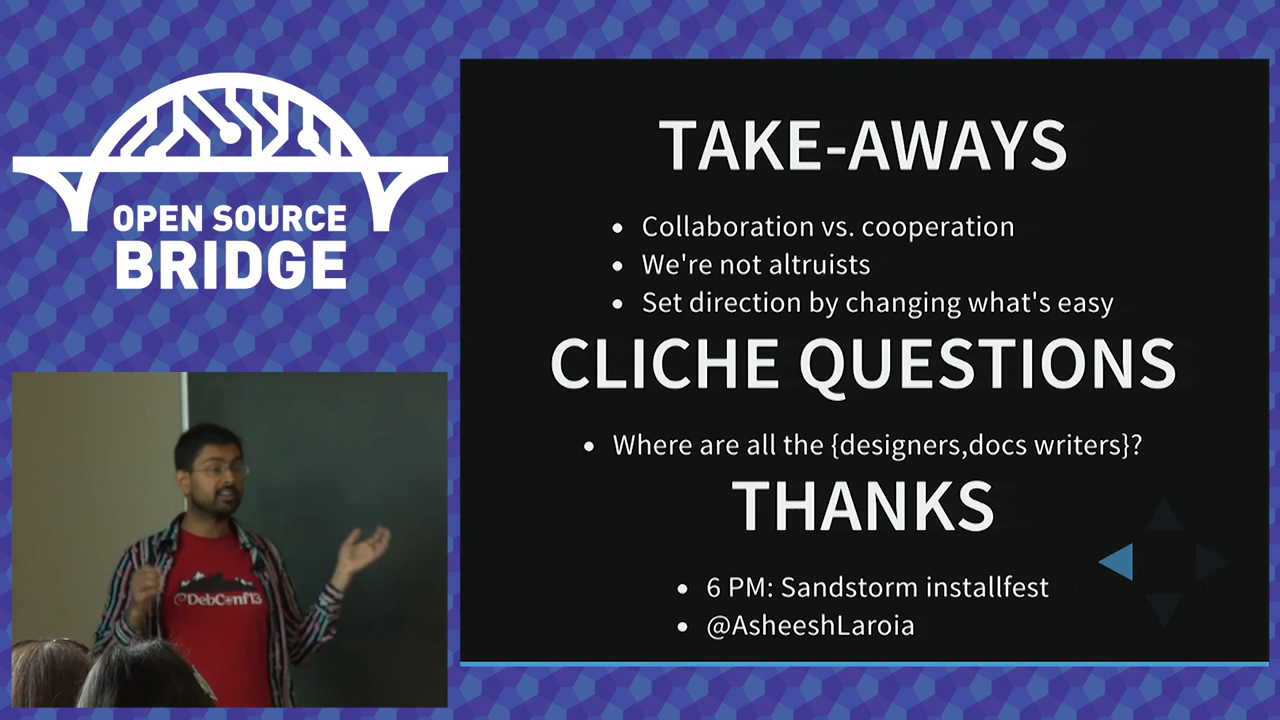 OPEN SOURCE
BRIDGE
TAKE-AWAYS
Collaboration vs. cooperation
We're not altruists
Set direction by changing what's easy
CLICHE QUESTIONS
Where are all the {designers,docs writers}?
THANKS
6 PM: Sandstorm installfest
@AsheeshLaroia
DebConf13